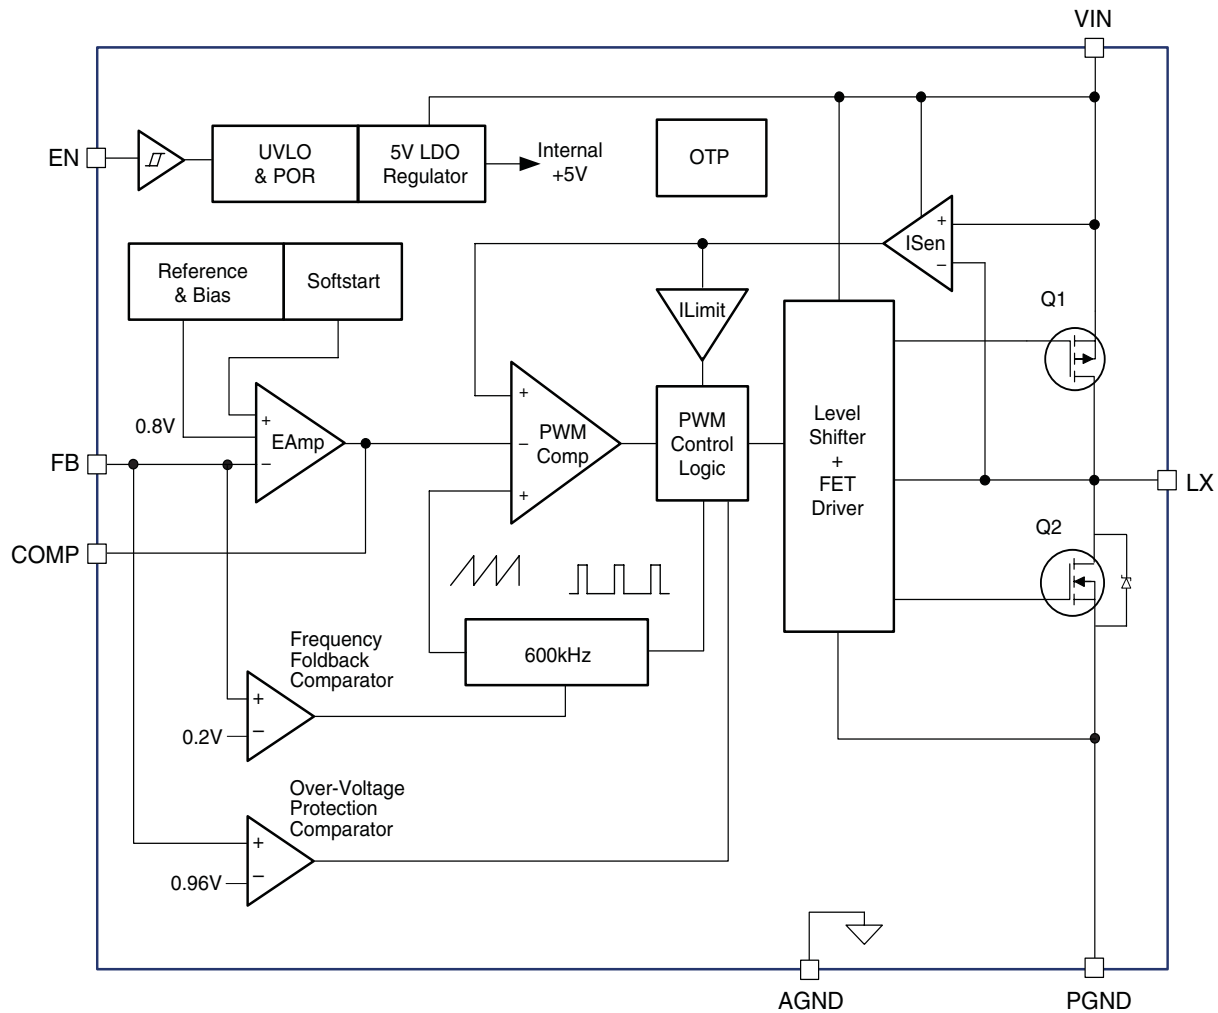 VIN
EN
UVLO
& POR
5V LDO
Regulator
Internal
+5V
OTP
Reference
& Bias
Softstart
+
ISen
−
ILimit
Q1
0.8V
+
EAmp
−
FB
+
−
+
PWM
Comp
PWM
Control
Logic
Level
Shifter
+
FET
Driver
LX
COMP
Q2
600kHz
Frequency
Foldback
Comparator
+
−
0.2V
Over-Voltage
Protection
Comparator
+
−
0.96V
AGND
PGND